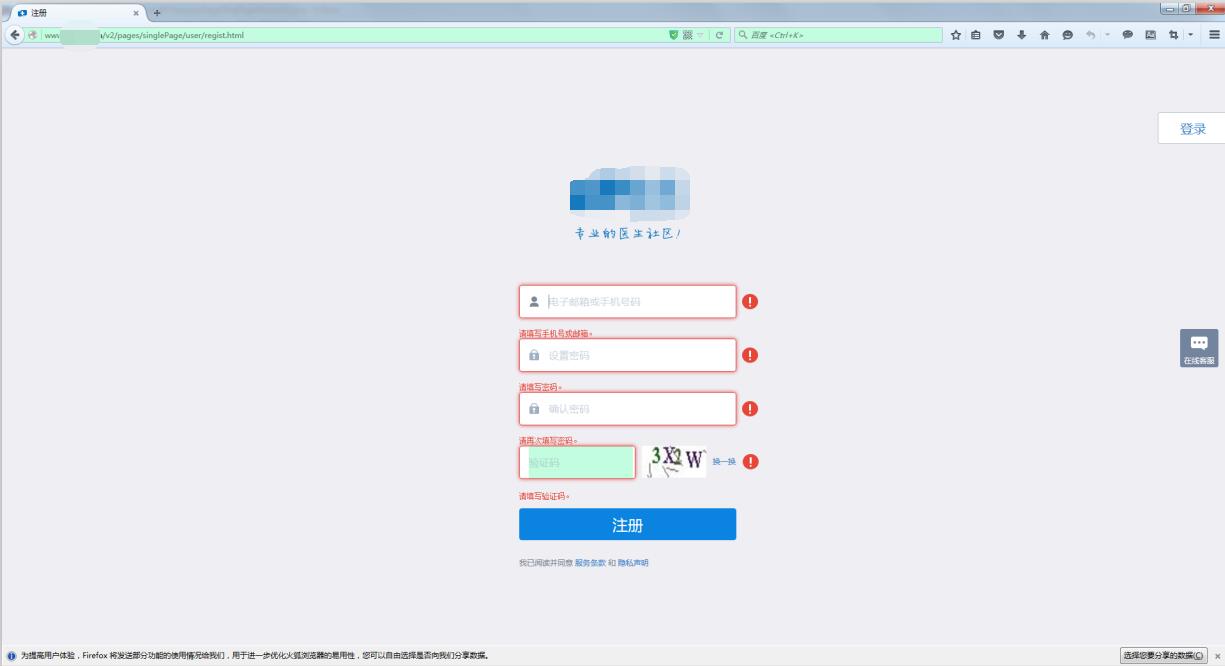 注册
www
/v2/pages/singlePage/user/regist.html
百度 <Ctrl+K>
登录
专业的医生社区!
电子邮箱或手机号码
请填写手机号或邮箱。
设置密码
请填写密码。
确认密码
请再次填写密码。
验证码
3X2W
换一换
请填写验证码。
注册
我已阅读并同意 服务条款 和 隐私声明
在线客服
为提高用户体验，Firefox 将发送部分功能的使用情况给我们，用于进一步优化火狐浏览器的易用性，您可以自由选择是否向我们分享数据。
选择您要分享的数据(C)